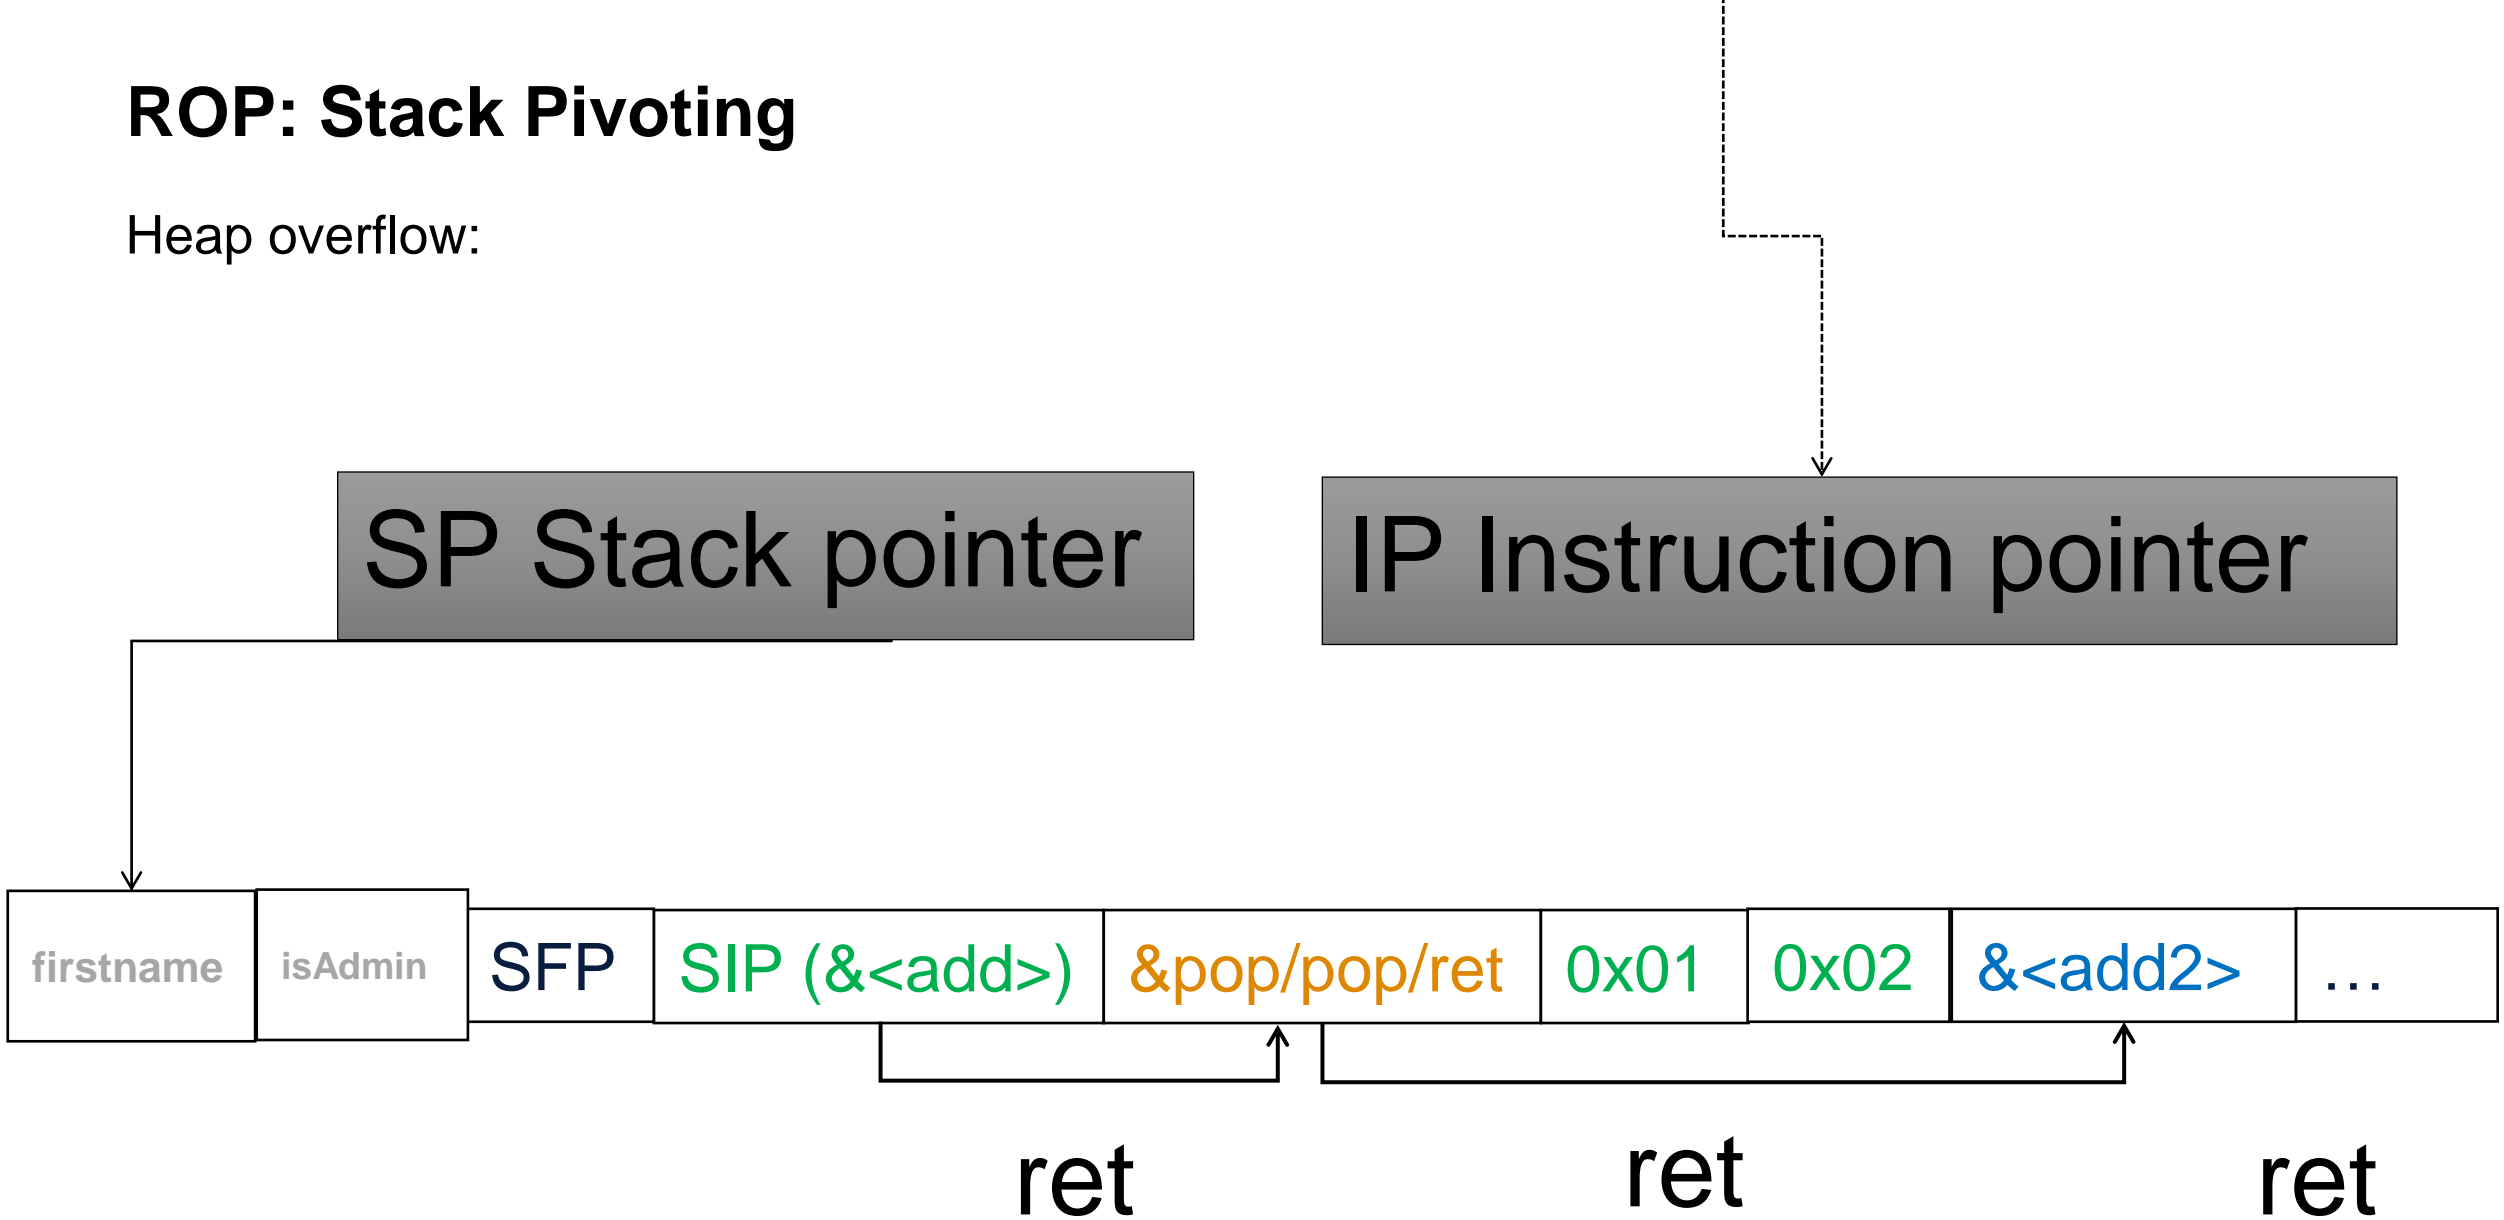 ROP: Stack Pivoting
Heap overflow:
SP Stack pointer
IP Instruction pointer
firstname
isAdmin
SFP
SIP (&<add>)
&pop/pop/ret
0x01
0x02
&<add2>
...
ret
ret
ret